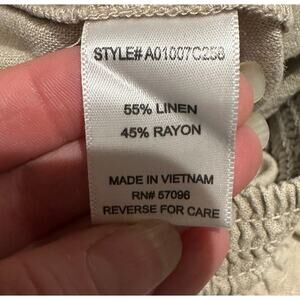 STYLE# A01007C258
55% LINEN
45% RAYON
MADE IN VIETNAM
RN# 57096
REVERSE FOR CARE